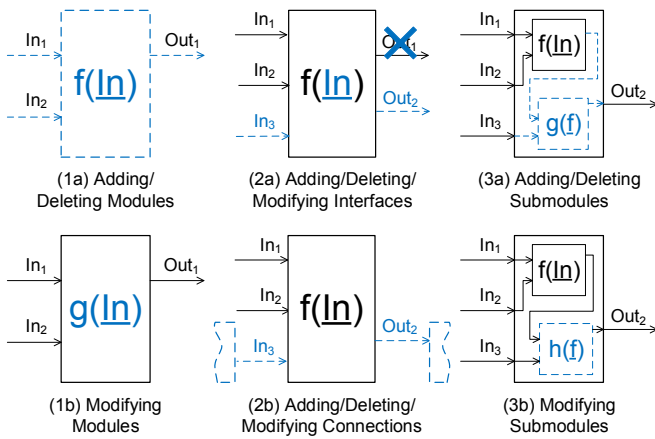 In1
Out1
In2
f(In)
(1a) Adding/
Deleting Modules
In1
Out1
In2
f(In)
Out2
In3
(2a) Adding/Deleting/
Modifying Interfaces
In1
f(In)
In2
In3
g(f)
Out2
(3a) Adding/Deleting
Submodules
In1
Out1
g(In)
In2
(1b) Modifying
Modules
In1
In2
f(In)
Out2
In3
(2b) Adding/Deleting/
Modifying Connections
In1
f(In)
In2
Out2
In3
h(f)
(3b) Modifying
Submodules